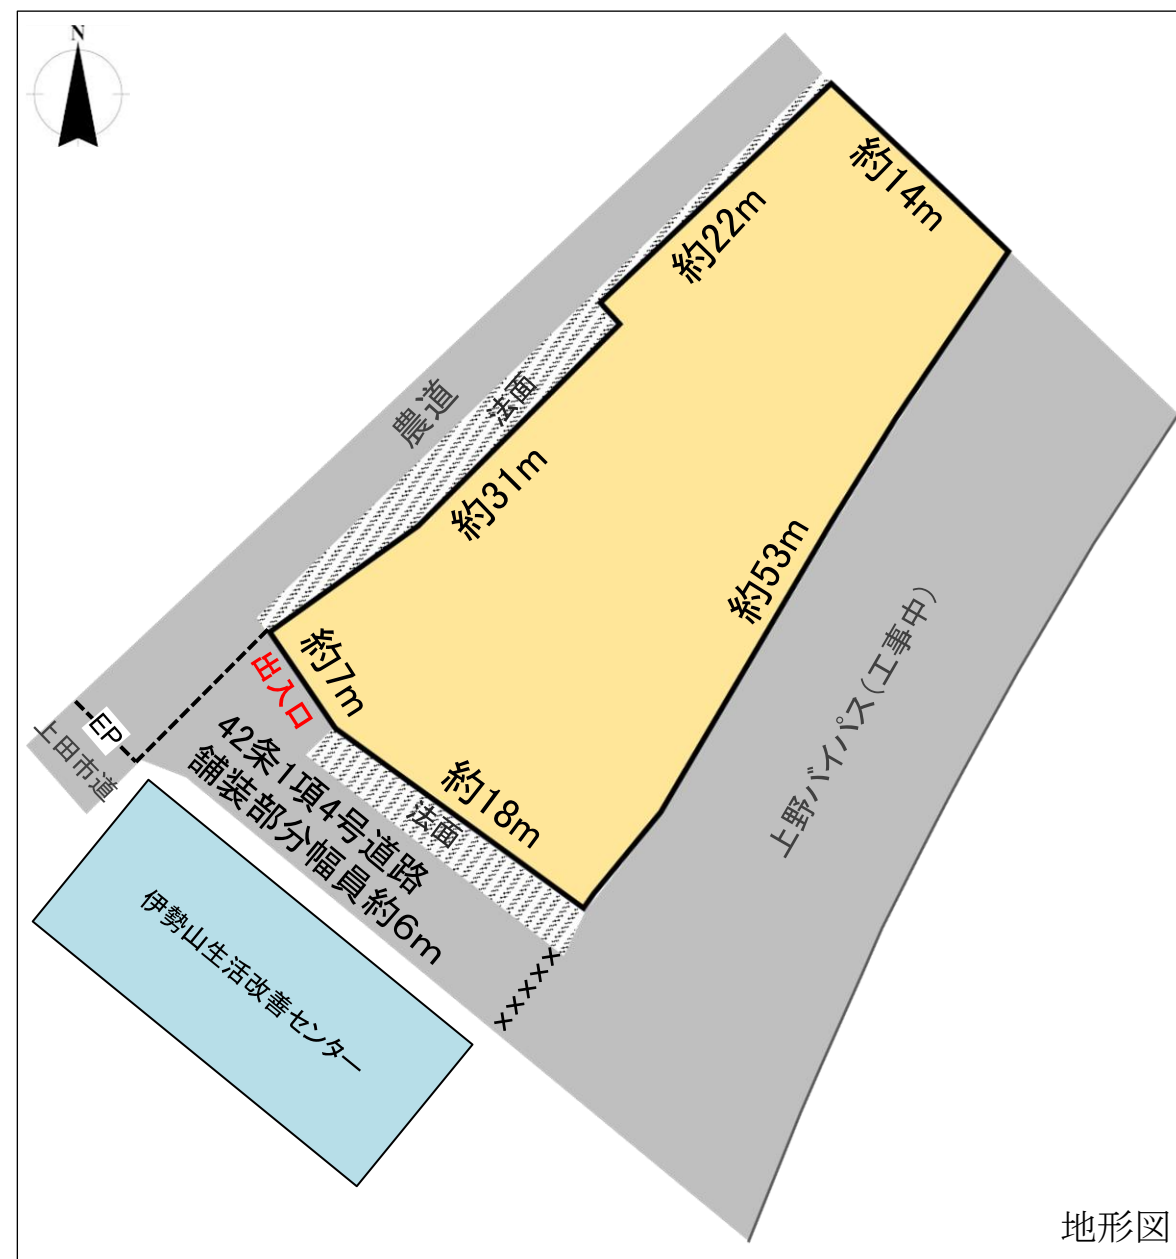 N
約14m
約22m
農道
法面
約31m
約53m
約7m
出入口
EP
上田市道
42条1項4号道路
舗装部分幅員約6m
約18m
法面
上野バイパス(工事中)
伊勢山生活改善センター
地形図